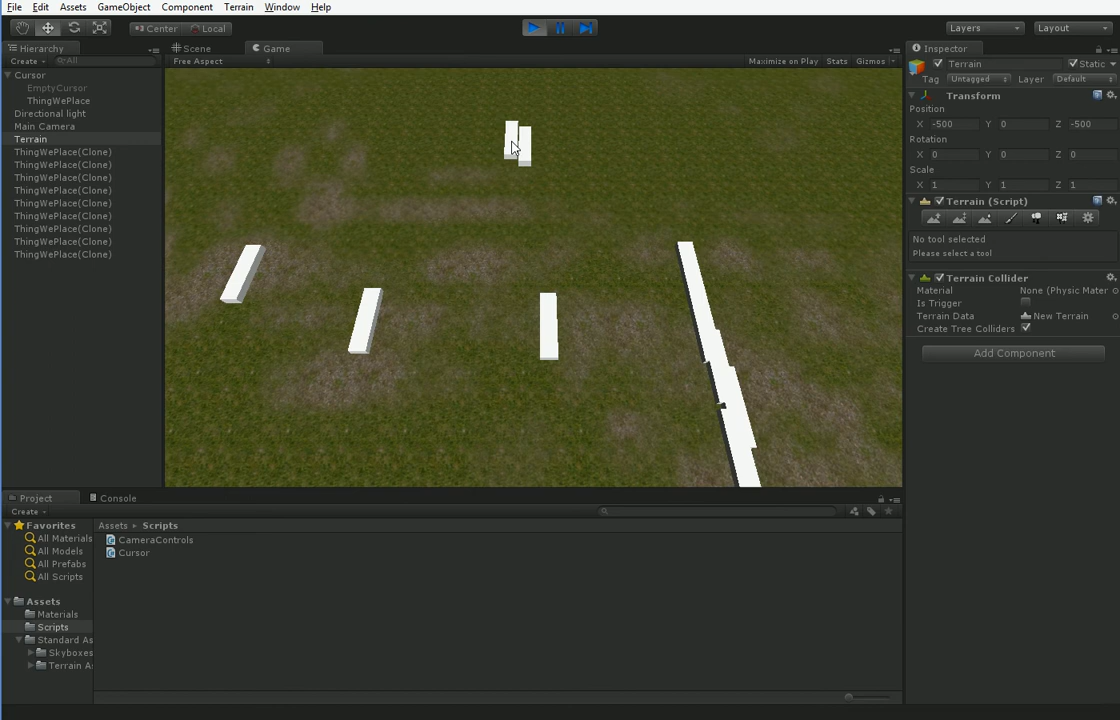 File Edit Assets GameObject Component Terrain Window Help
Center Local Layers Layout
Hierarchy
Create All
Cursor
EmptyCursor
ThingWePlace
Directional light
Main Camera
Terrain
ThingWePlace(Clone)
ThingWePlace(Clone)
ThingWePlace(Clone)
ThingWePlace(Clone)
ThingWePlace(Clone)
ThingWePlace(Clone)
ThingWePlace(Clone)
ThingWePlace(Clone)
ThingWePlace(Clone)
Scene Game
Free Aspect Maximize on Play Stats Gizmos
Inspector
Terrain Static
Tag Untagged Layer Default
Transform
Position
X -500 Y 0 Z -500
Rotation
X 0 Y 0 Z 0
Scale
X 1 Y 1 Z 1
Terrain (Script)
No tool selected
Please select a tool
Terrain Collider
Material None (Physic Mater
Is Trigger
Terrain Data New Terrain
Create Tree Colliders
Add Component
Project Console
Create
Favorites
All Materials
All Models
All Prefabs
All Scripts
Assets
Materials
Scripts
Standard As
Skyboxes
Terrain A
Assets Scripts
CameraControls
Cursor